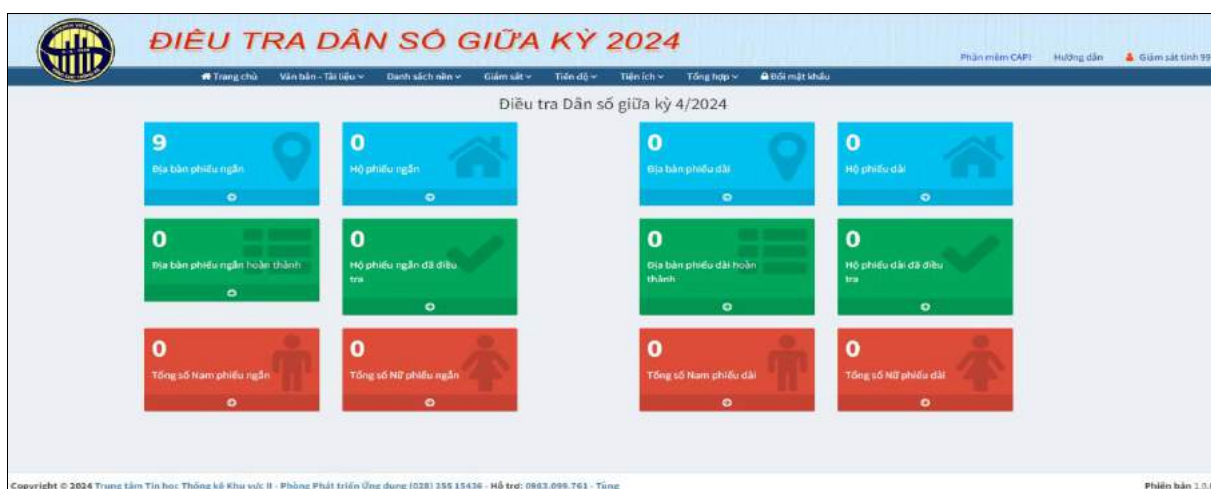 ĐIỀU TRA DÂN SỐ GIỮA KỲ 2024
Phần mềm CAPI Hướng dẫn Giám sát tỉnh 99
Trang chủ Văn bản - Tài liệu Danh sách nền Giám sát Tiến độ Tiện ích Tổng hợp Đổi mật khẩu
Điều tra Dân số giữa kỳ 4/2024
9 0 0 0
Địa bàn phiếu ngắn Hộ phiếu ngắn Địa bàn phiếu dài Hộ phiếu dài
0 0 0 0
Địa bàn phiếu ngắn hoàn thành Hộ phiếu ngắn đã điều Địa bàn phiếu dài hoàn Hộ phiếu dài đã điều
tra thành tra
0 0 0 0
Tổng số Nam phiếu ngắn Tổng số Nữ phiếu ngắn Tổng số Nam phiếu dài Tổng số Nữ phiếu dài
Copyright © 2024 Trung tâm Tin học Thống kê Khu vực II - Phòng Phát triển Ứng dụng (028) 355 15436 - Hỗ trợ: 0963.099.761 - Tùng
Phiên bản 1.0.